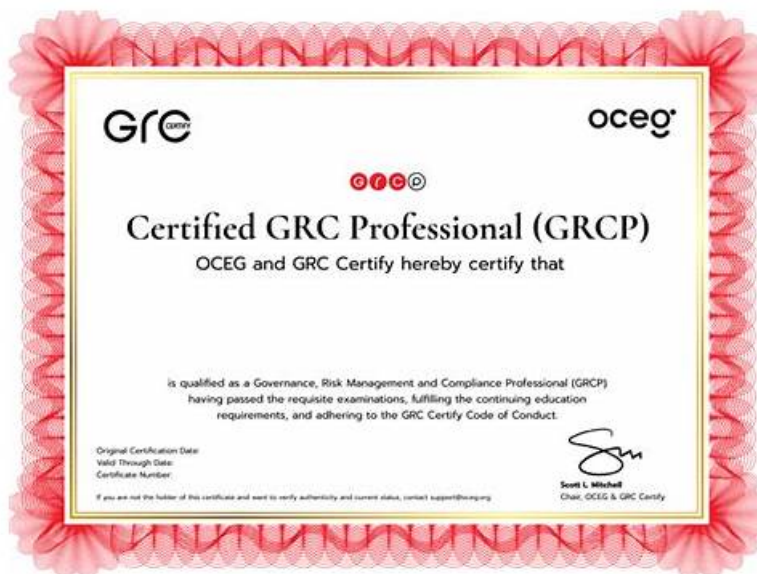 GRC CERTIFY
oceg
GRCP
Certified GRC Professional (GRCP)
OCEG and GRC Certify hereby certify that
is qualified as a Governance, Risk Management and Compliance Professional (GRCP)
having passed the requisite examinations, fulfilling the continuing education
requirements, and adhering to the GRC Certify Code of Conduct.
Original Certification Date:
Valid Through Date:
Certificate Number:
If you are not the holder of this certificate and want to verify authenticity and current status, contact support@oceg.org
Scott L. Mitchell
Chair, OCEG & GRC Certify